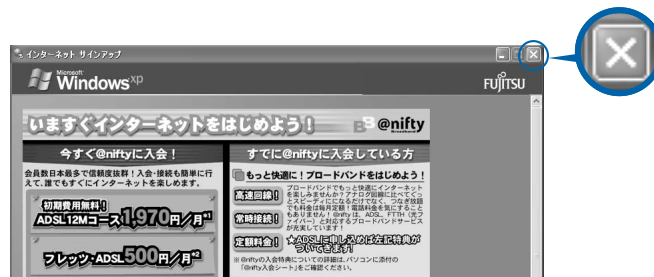 インターネット サインアップ
Microsoft
Windows xp
FUJITSU
いますぐインターネットをはじめよう!
BB @nifty
Broadband
今すぐ@niftyに入会!
会員数日本最多で信頼度抜群!入会・接続も簡単に行
えて、誰でもすぐにインターネットを楽しめます。
初期費用無料!
ADSL12Mコース1,970円/月*1
フレッツ・ADSL500円/月*2
すでに@niftyに入会している方
もっと快適に!ブロードバンドをはじめよう!
高速回線!
ブロードバンドでもっと快適にインターネット
を楽しみませんか?アナログ回線に比べてぐっ
とスピーディになるだけでなく、つなぎ放題
でも料金は毎月定額!電話料金を気にすること
もありません!@niftyは、ADSL、FTTH(光フ
ァイバー)と対応するブロードバンドサービス
が充実しています!
常時接続!
定額料金!
★ADSLに申し込めば左記特典が
ついてきます!
※@niftyの入会特典についての詳細は、パソコンに添付の
「@nifty入会シート」をご確認ください。